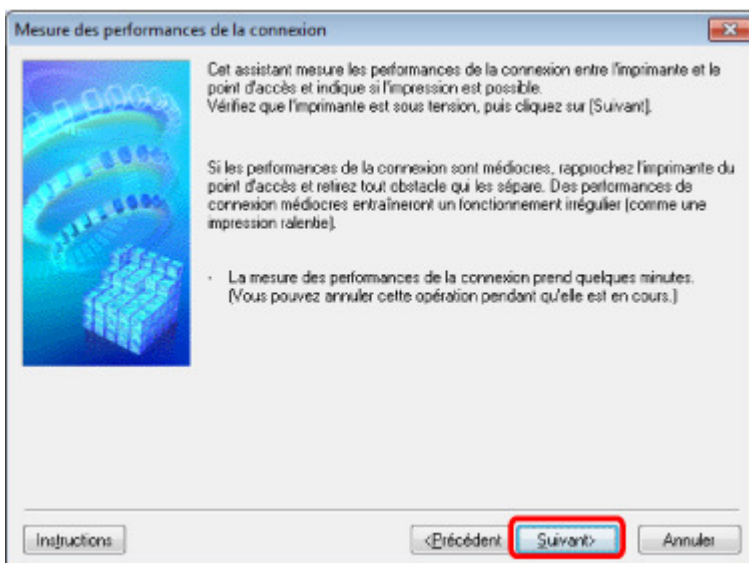 Mesure des performances de la connexion
Cet assistant mesure les performances de la connexion entre l'imprimante et le
point d'accès et indique si l'impression est possible.
Vérifiez que l'imprimante est sous tension, puis cliquez sur [Suivant].
Si les performances de la connexion sont médiocres, rapprochez l'imprimante du
point d'accès et retirez tout obstacle qui les sépare. Des performances de
connexion médiocres entraîneront un fonctionnement irrégulier (comme une
impression ralentie).
· La mesure des performances de la connexion prend quelques minutes.
(Vous pouvez annuler cette opération pendant qu'elle est en cours.)
Instructions <Précédent Suivant> Annuler